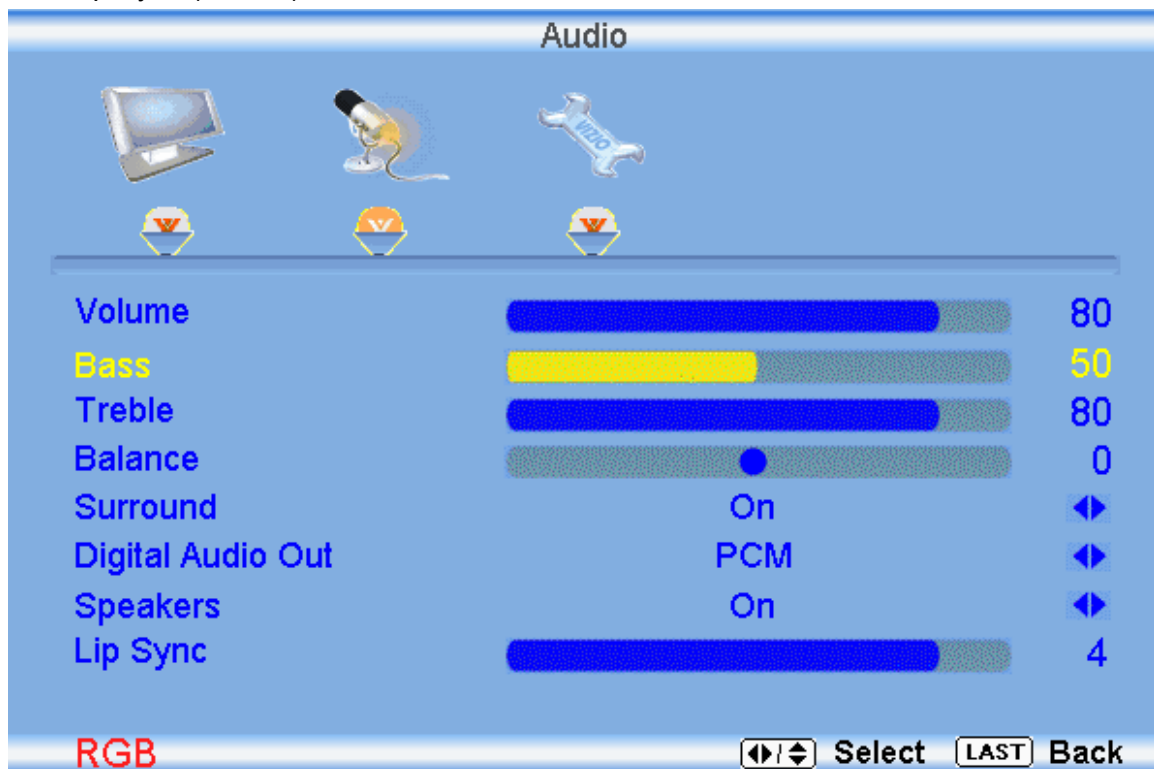 Audio
VIZIO
Volume 80
Bass 50
Treble 80
Balance 0
Surround On
Digital Audio Out PCM
Speakers On
Lip Sync 4
RGB Select LAST Back